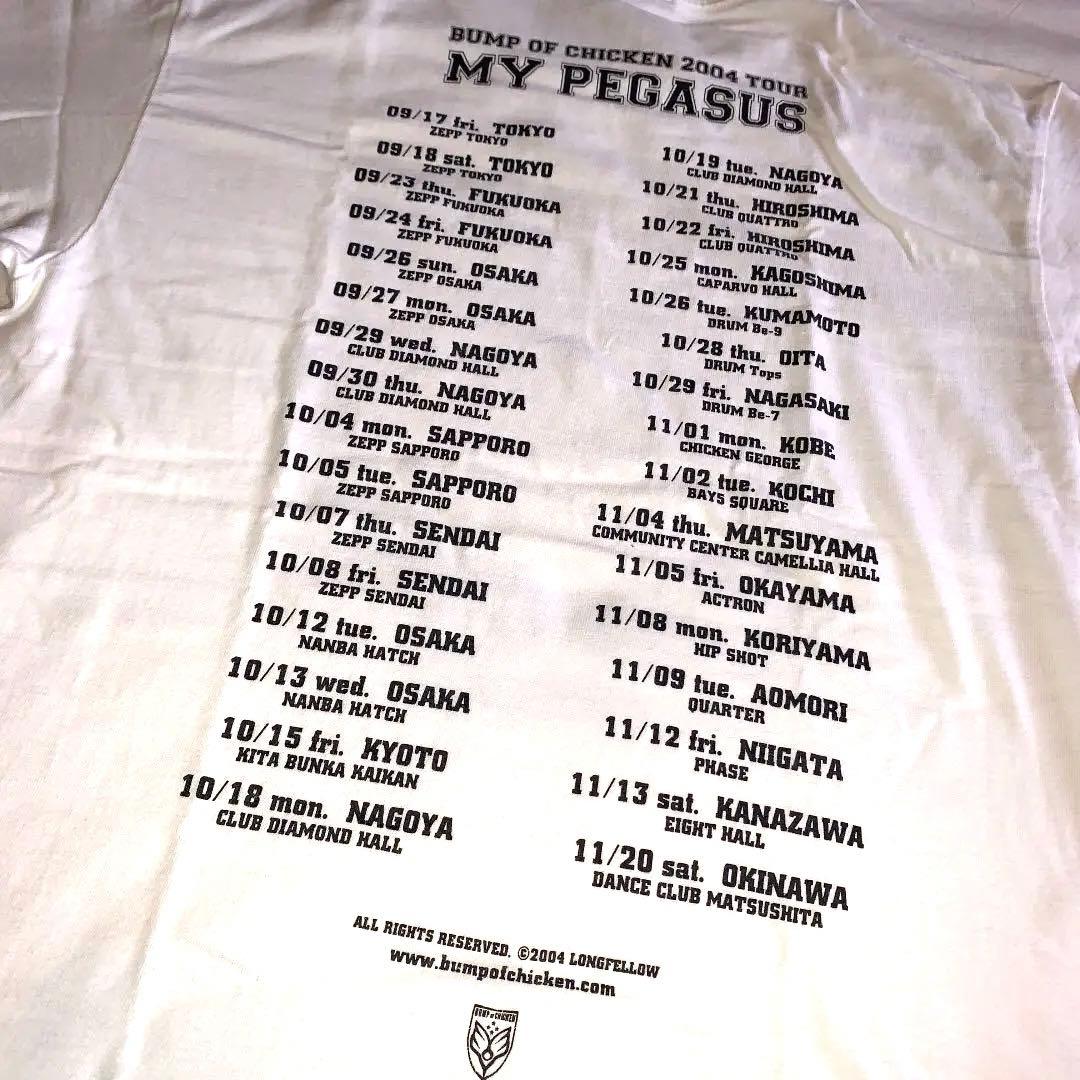 BUMP OF CHICKEN 2004 TOUR
MY PEGASUS
09/17 fri. TOKYO
ZEPP TOKYO
09/18 sat. TOKYO
ZEPP TOKYO
09/23 thu. FUKUOKA
ZEPP FUKUOKA
09/24 fri. FUKUOKA
ZEPP FUKUOKA
09/26 sun. OSAKA
ZEPP OSAKA
09/27 mon. OSAKA
ZEPP OSAKA
09/29 wed. NAGOYA
CLUB DIAMOND HALL
09/30 thu. NAGOYA
CLUB DIAMOND HALL
10/04 mon. SAPPORO
ZEPP SAPPORO
10/05 tue. SAPPORO
ZEPP SAPPORO
10/07 thu. SENDAI
ZEPP SENDAI
10/08 fri. SENDAI
ZEPP SENDAI
10/12 tue. OSAKA
NANBA HATCH
10/13 wed. OSAKA
NANBA HATCH
10/15 fri. KYOTO
KITA BUNKA KAIKAN
10/18 mon. NAGOYA
CLUB DIAMOND HALL
10/19 tue. NAGOYA
CLUB DIAMOND HALL
10/21 thu. HIROSHIMA
CLUB QUATTRO
10/22 fri. HIROSHIMA
CLUB QUATTRO
10/25 mon. KAGOSHIMA
CAPARVO HALL
10/26 tue. KUMAMOTO
DRUM Be-9
10/28 thu. OITA
DRUM Tops
10/29 fri. NAGASAKI
DRUM Be-7
11/01 mon. KOBE
CHICKEN GEORGE
11/02 tue. KOCHI
BAY5 SQUARE
11/04 thu. MATSUYAMA
COMMUNITY CENTER CAMELLIA HALL
11/05 fri. OKAYAMA
ACTRON
11/08 mon. KORIYAMA
HIP SHOT
11/09 tue. AOMORI
QUARTER
11/12 fri. NIIGATA
PHASE
11/13 sat. KANAZAWA
EIGHT HALL
11/20 sat. OKINAWA
DANCE CLUB MATSUSHITA
ALL RIGHTS RESERVED. ©2004 LONGFELLOW
www.bumpofchicken.com
BUMP OF CHICKEN